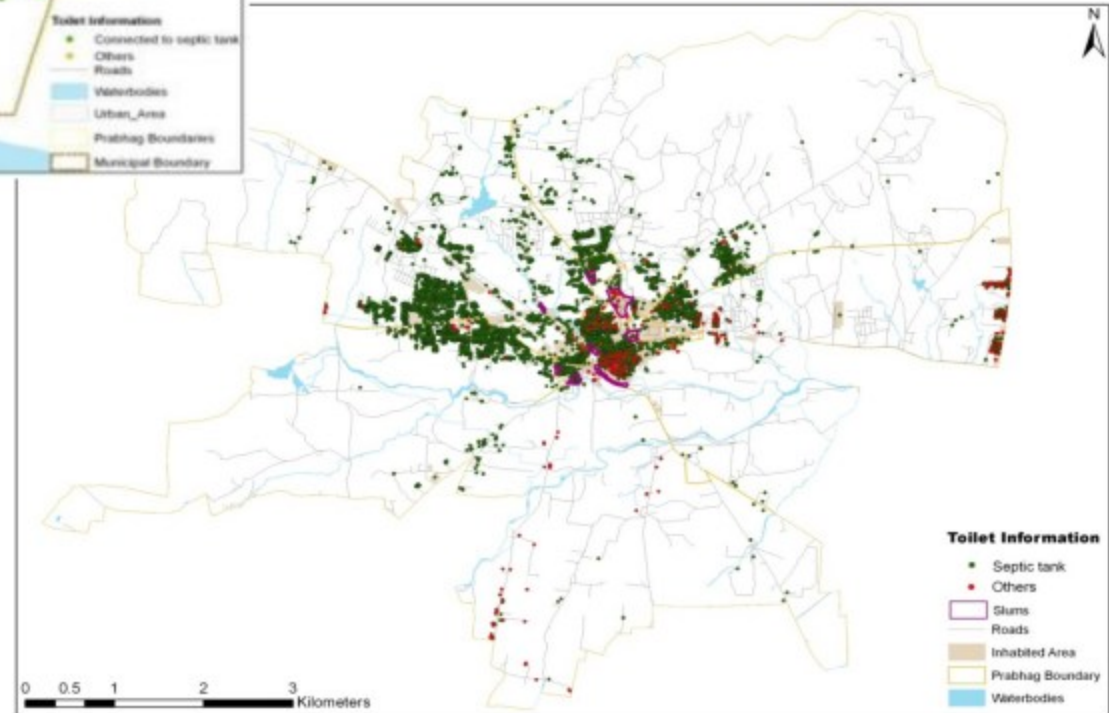 Toilet Information
Connected to septic tank
Others
Roads
Waterbodies
Urban_Area
Prabhag Boundaries
Municipal Boundary
N
Toilet Information
Septic tank
Others
Slums
Roads
Inhabited Area
Prabhag Boundary
Waterbodies
0 0.5 1 2 3
Kilometers